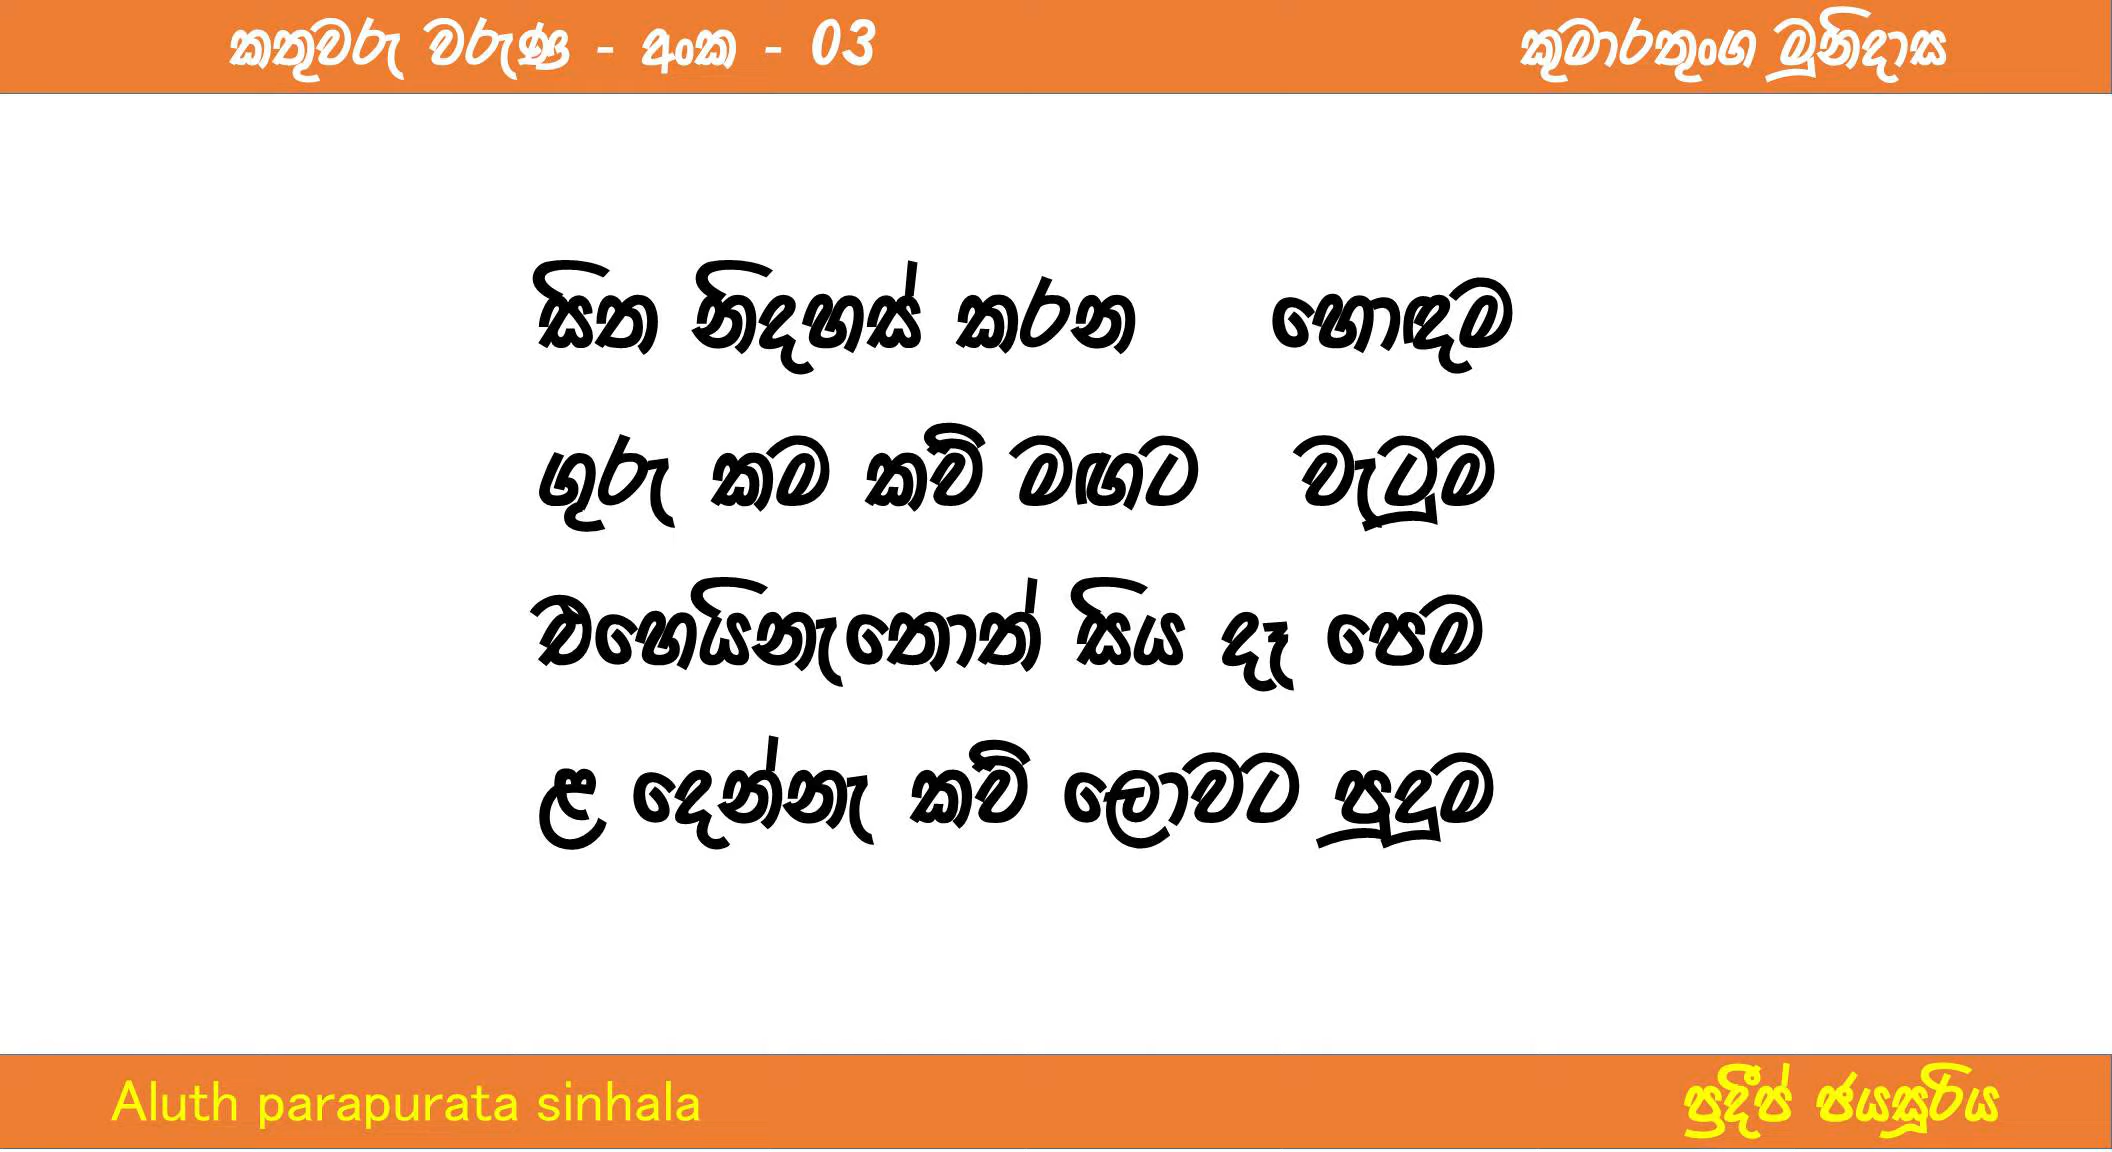 කතුවරු වරුණ - අංක - 03
කුමාරතුංග මුනිදාස
සිත නිදහස් කරන හොඳම
ගුරු කම කව් මඟට වැටුම
එහෙයිනැතොත් සිය දෑ පෙම
ළ දෙන්නැ කව් ලොවට පුදුම
Aluth parapurata sinhala
ප්‍රදීප් ජයසූරිය